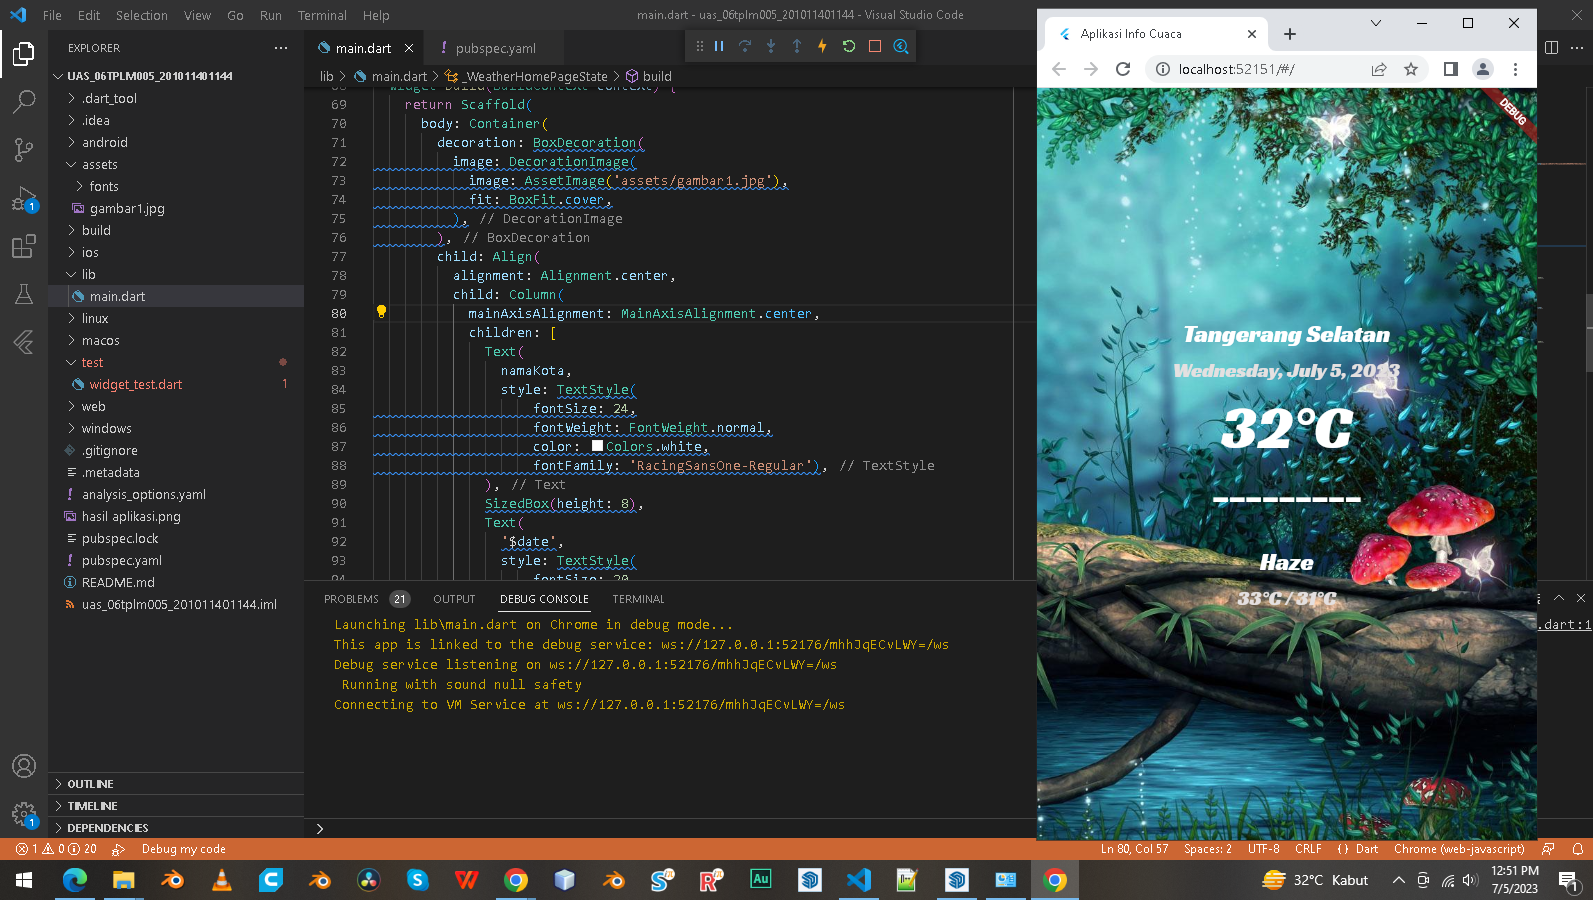 File Edit Selection View Go Run Terminal Help
main.dart - uas_06tplm005_201011401144 - Visual Studio Code
EXPLORER
UAS_06TPLM005_201011401144
.dart_tool
.idea
android
assets
fonts
gambar1.jpg
build
ios
lib
main.dart
linux
macos
test
widget_test.dart 1
web
windows
.gitignore
.metadata
analysis_options.yaml
hasil aplikasi.png
pubspec.lock
pubspec.yaml
README.md
uas_06tplm005_201011401144.iml
OUTLINE
TIMELINE
DEPENDENCIES
main.dart
pubspec.yaml
lib > main.dart > _WeatherHomePageState > build
69 return Scaffold(
70 body: Container(
71 decoration: BoxDecoration(
72 image: DecorationImage(
73 image: AssetImage('assets/gambar1.jpg'),
74 fit: BoxFit.cover,
75 ), // DecorationImage
76 ), // BoxDecoration
77 child: Align(
78 alignment: Alignment.center,
79 child: Column(
80 mainAxisAlignment: MainAxisAlignment.center,
81 children: [
82 Text(
83 namaKota,
84 style: TextStyle(
85 fontSize: 24,
86 fontWeight: FontWeight.normal,
87 color: Colors.white,
88 fontFamily: 'RacingSansOne-Regular'), // TextStyle
89 ), // Text
90 SizedBox(height: 8),
91 Text(
92 '$date',
93 style: TextStyle(
94 fontSize: 20
PROBLEMS 21 OUTPUT DEBUG CONSOLE TERMINAL
Launching lib\main.dart on Chrome in debug mode...
This app is linked to the debug service: ws://127.0.0.1:52176/mhhJqECvLWY=/ws
Debug service listening on ws://127.0.0.1:52176/mhhJqECvLWY=/ws
Running with sound null safety
Connecting to VM Service at ws://127.0.0.1:52176/mhhJqECvLWY=/ws
.dart:1
Aplikasi Info Cuaca
localhost:52151/#/
DEBUG
Tangerang Selatan
Wednesday, July 5, 2023
32°C
---------
Haze
33°C / 31°C
1 0 20 Debug my code
Ln 80, Col 57 Spaces: 2 UTF-8 CRLF {} Dart Chrome (web-javascript)
32°C Kabut
12:51 PM
7/5/2023
1